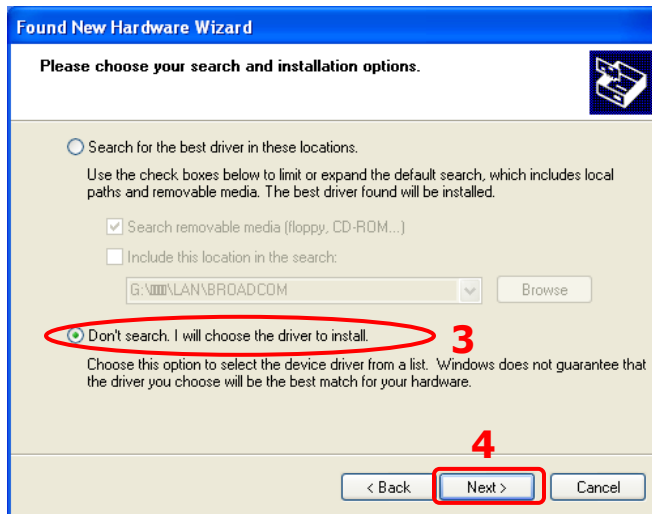 Found New Hardware Wizard
Please choose your search and installation options.
Search for the best driver in these locations.
Use the check boxes below to limit or expand the default search, which includes local
paths and removable media. The best driver found will be installed.
Search removable media (floppy, CD-ROM...)
Include this location in the search:
\LAN\BROADCOM
Browse
Don't search. I will choose the driver to install.
3
Choose this option to select the device driver from a list. Windows does not guarantee that
the driver you choose will be the best match for your hardware.
4
< Back
Next >
Cancel